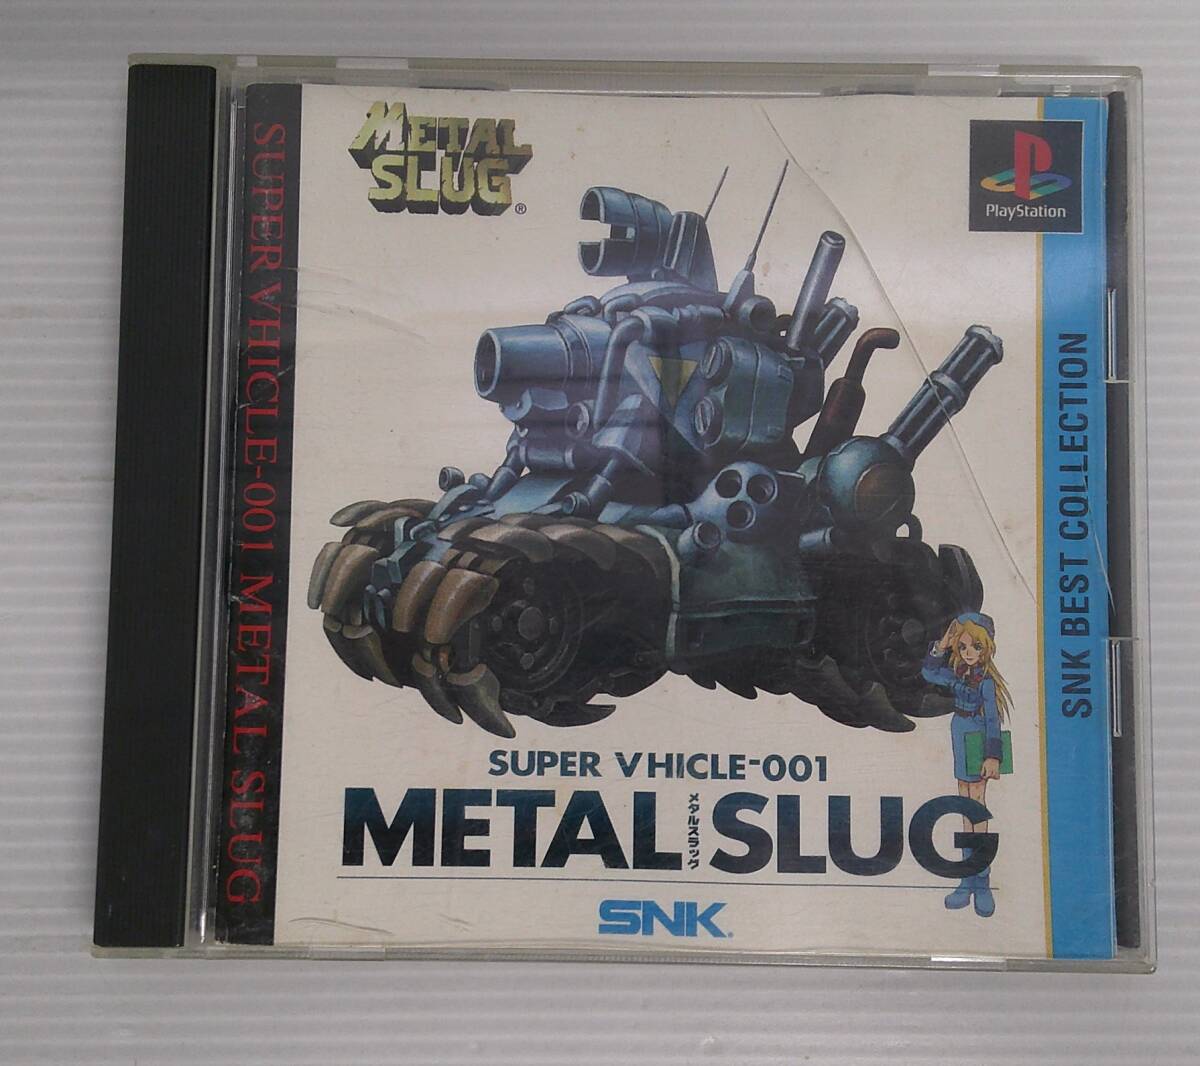 METAL
SLUG®
PlayStation
SUPER VHICLE-001 METAL SLUG
SNK BEST COLLECTION
SUPER VHICLE-001
METAL SLUG
メタルスラッグ
SNK®